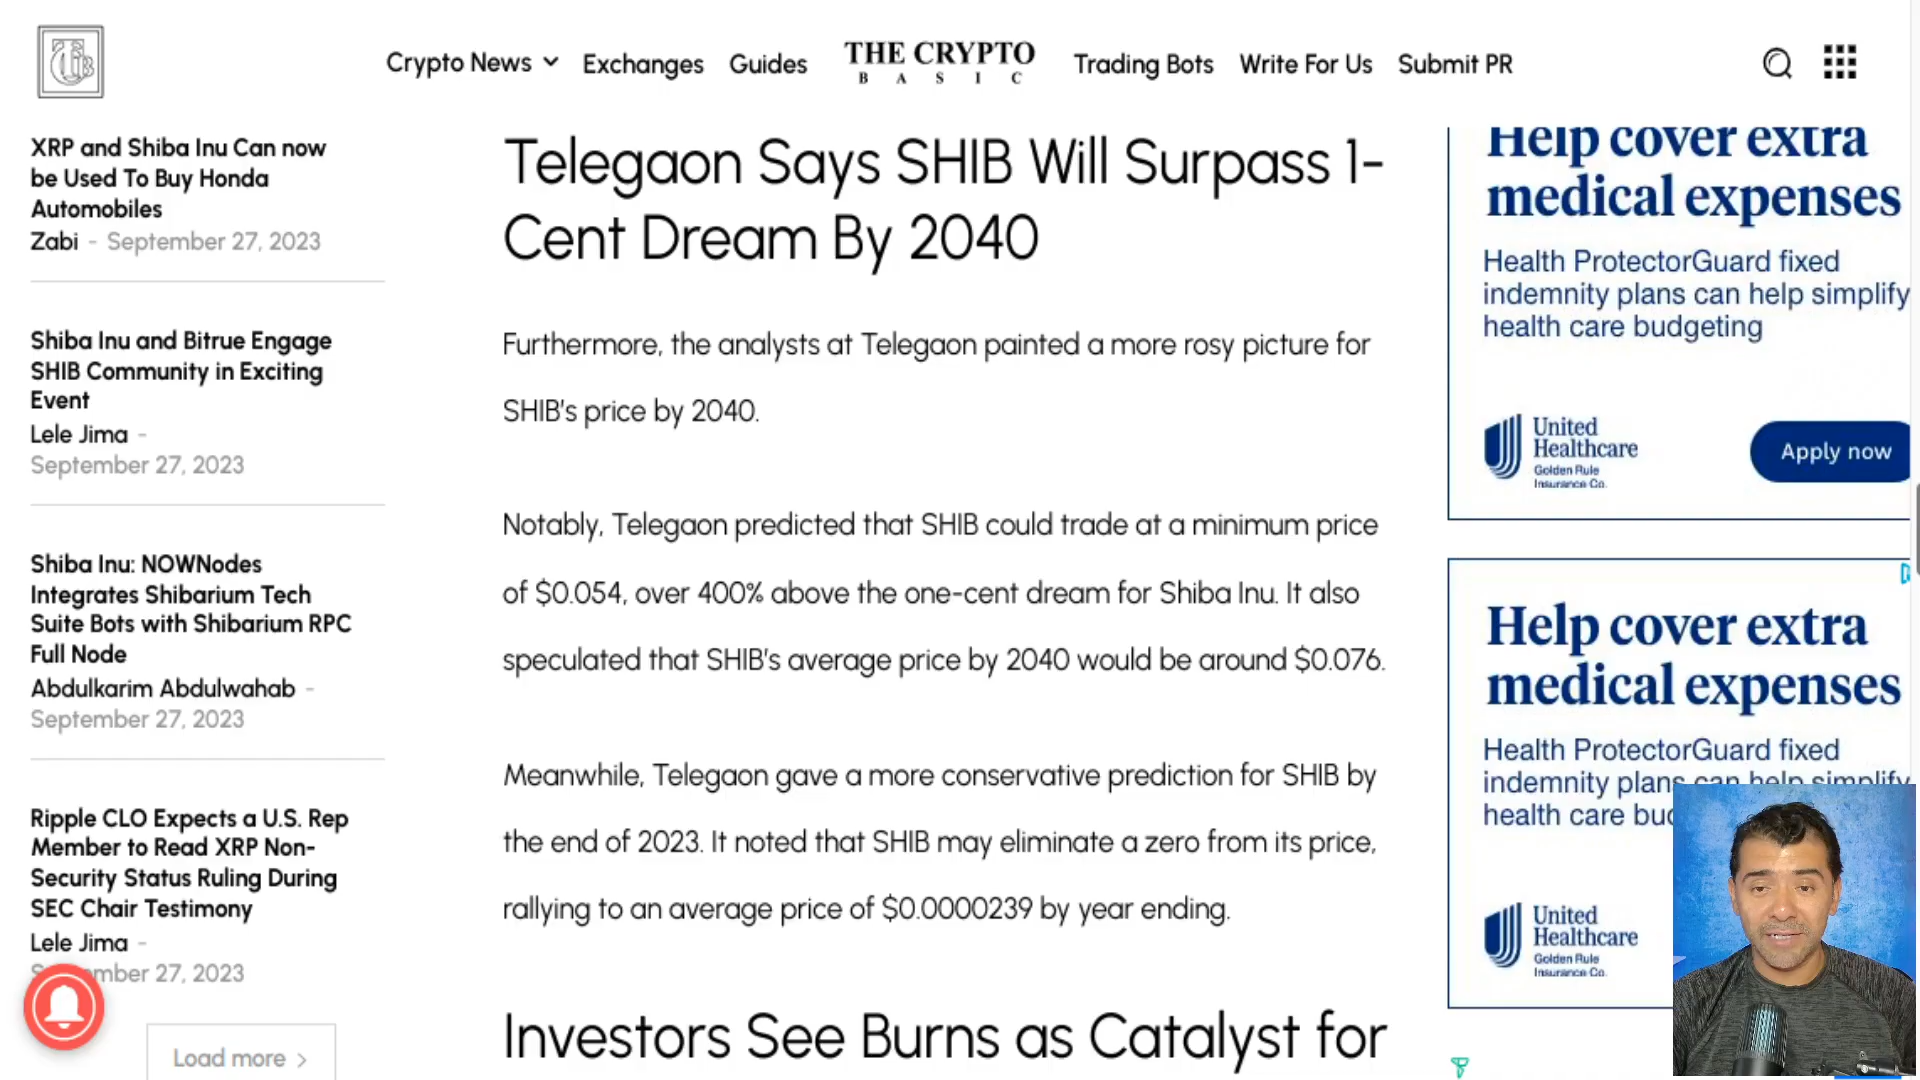 Crypto News
Exchanges
Guides
THE CRYPTO
BASIC
Trading Bots
Write For Us
Submit PR
XRP and Shiba Inu Can now
be Used To Buy Honda
Automobiles
Zabi - September 27, 2023
Shiba Inu and Bitrue Engage
SHIB Community in Exciting
Event
Lele Jima -
September 27, 2023
Shiba Inu: NOWNodes
Integrates Shibarium Tech
Suite Bots with Shibarium RPC
Full Node
Abdulkarim Abdulwahab -
September 27, 2023
Ripple CLO Expects a U.S. Rep
Member to Read XRP Non-
Security Status Ruling During
SEC Chair Testimony
Lele Jima -
mber 27, 2023
Load more
Telegaon Says SHIB Will Surpass 1-
Cent Dream By 2040
Furthermore, the analysts at Telegaon painted a more rosy picture for
SHIB's price by 2040.
Notably, Telegaon predicted that SHIB could trade at a minimum price
of $0.054, over 400% above the one-cent dream for Shiba Inu. It also
speculated that SHIB's average price by 2040 would be around $0.076.
Meanwhile, Telegaon gave a more conservative prediction for SHIB by
the end of 2023. It noted that SHIB may eliminate a zero from its price,
rallying to an average price of $0.0000239 by year ending.
Investors See Burns as Catalyst for
Help cover extra
medical expenses
Health ProtectorGuard fixed
indemnity plans can help simplify
health care budgeting
United
Healthcare
Golden Rule
Insurance Co.
Apply now
Help cover extra
medical expenses
Health ProtectorGuard fixed
indemnity plans can help simplify
health care
United
Healthcare
Golden Rule
Insurance Co.